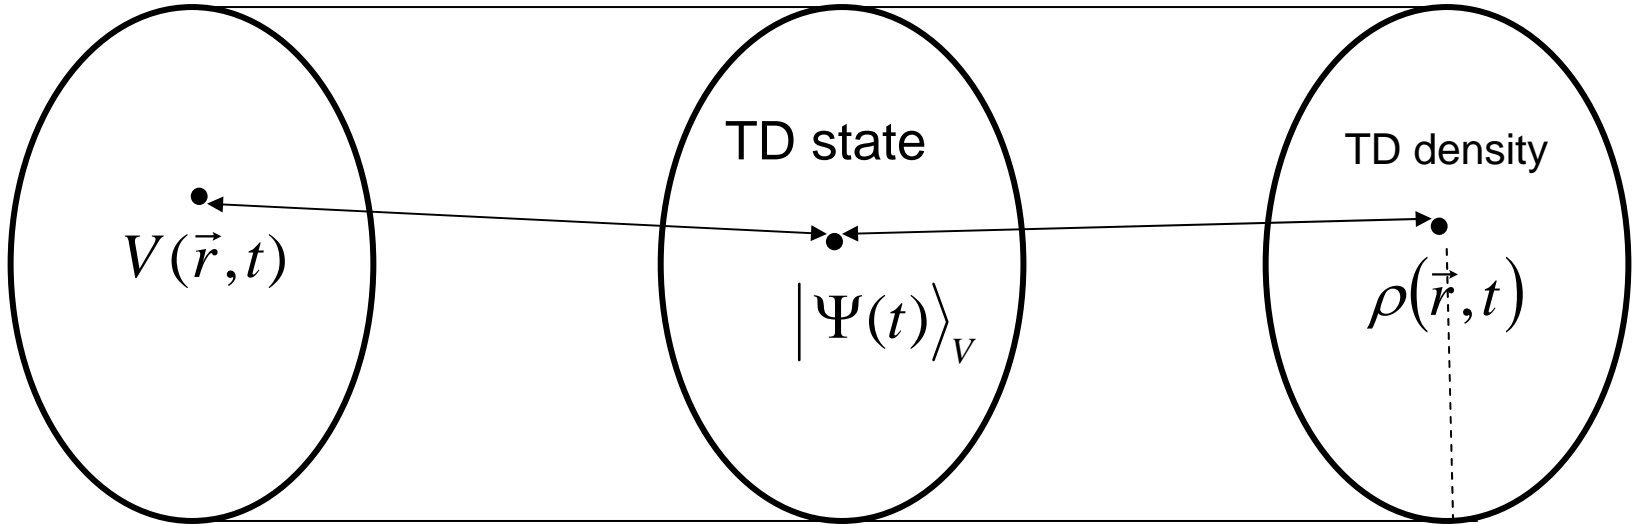 TD state
TD density
V(r⃗,t)
|Ψ(t)⟩_V
ρ(r⃗,t)